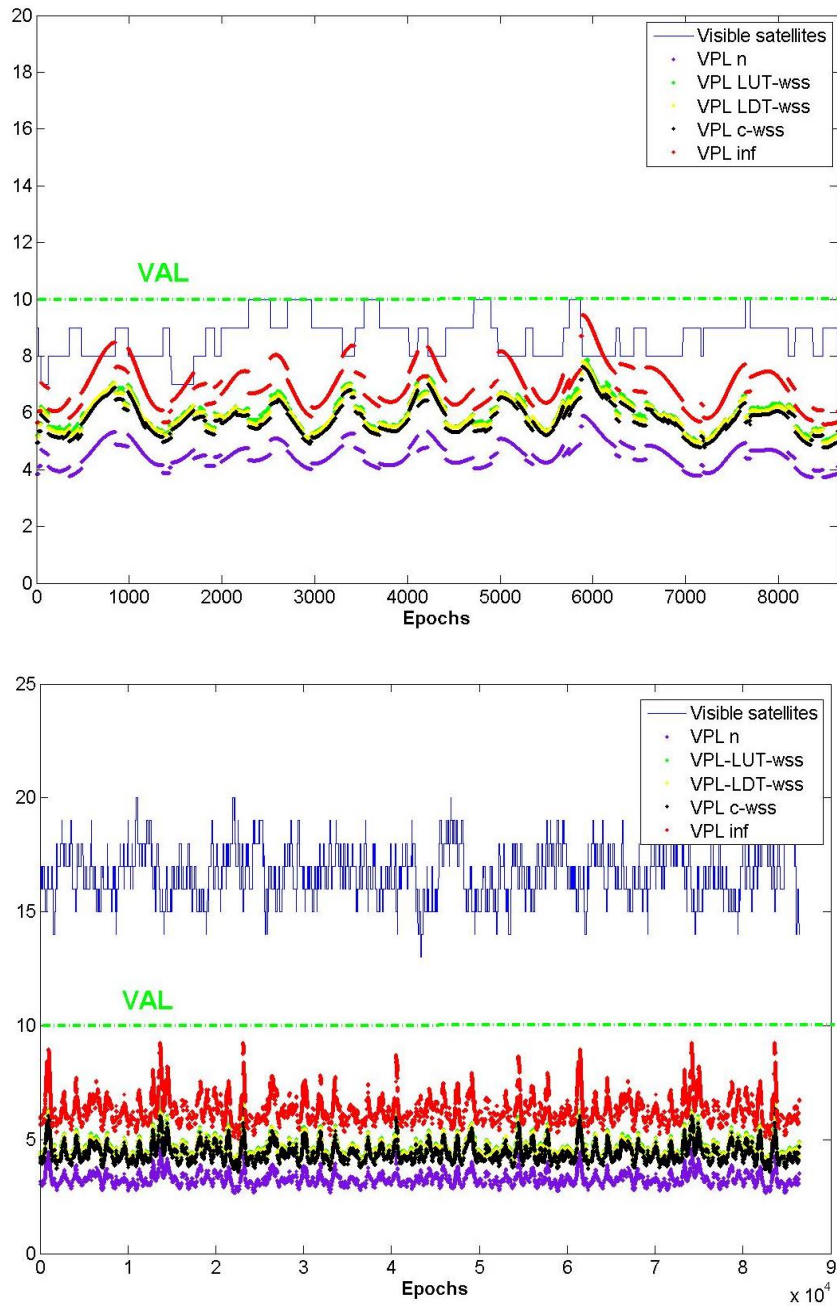 20
18
16
14
12
10
8
6
4
2
0
Visible satellites
VPL n
VPL LUT-wss
VPL LDT-wss
VPL c-wss
VPL inf
VAL
0 1000 2000 3000 4000 5000 6000 7000 8000
Epochs
25
20
15
10
5
0
Visible satellites
VPL n
VPL-LUT-wss
VPL-LDT-wss
VPL c-wss
VPL inf
VAL
0 1 2 3 4 5 6 7 8 9
Epochs
x 10^4